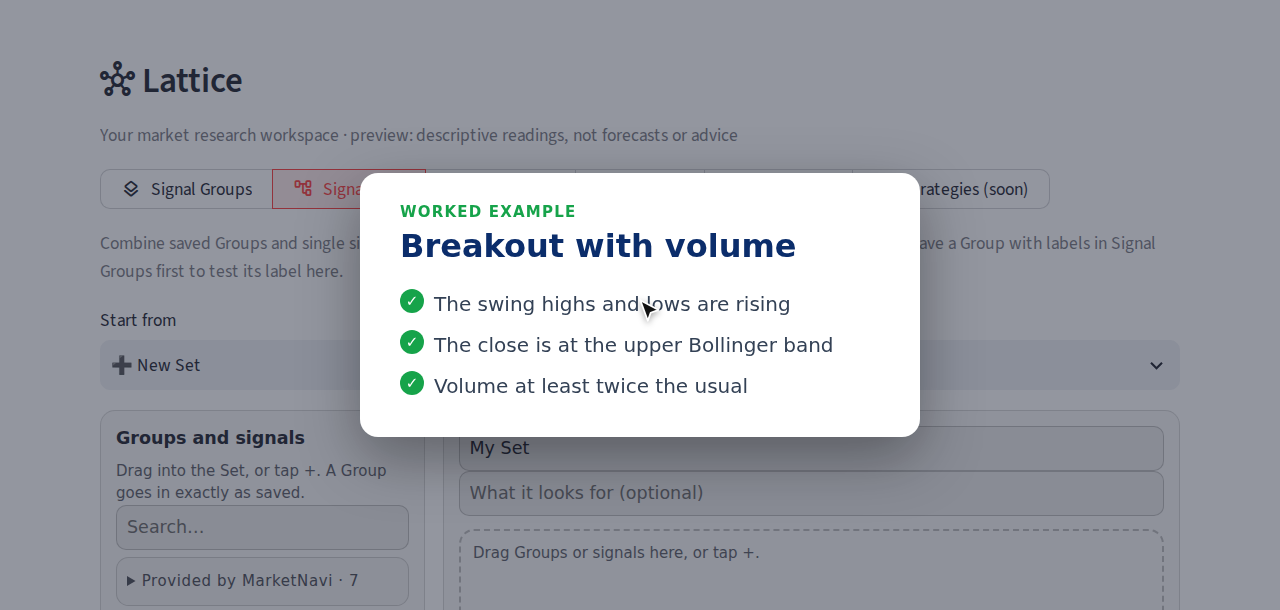 Lattice
Your market research workspace · preview: descriptive readings, not forecasts or advice
Signal Groups
rategies (soon)
WORKED EXAMPLE
Breakout with volume
✓ The swing highs and lows are rising
✓ The close is at the upper Bollinger band
✓ Volume at least twice the usual
Combine saved Groups and single
ave a Group with labels in Signal
Groups first to test its label here.
Start from
➕ New Set
Groups and signals
Drag into the Set, or tap +. A Group
goes in exactly as saved.
Search...
Provided by MarketNavi · 7
My Set
What it looks for (optional)
Drag Groups or signals here, or tap +.